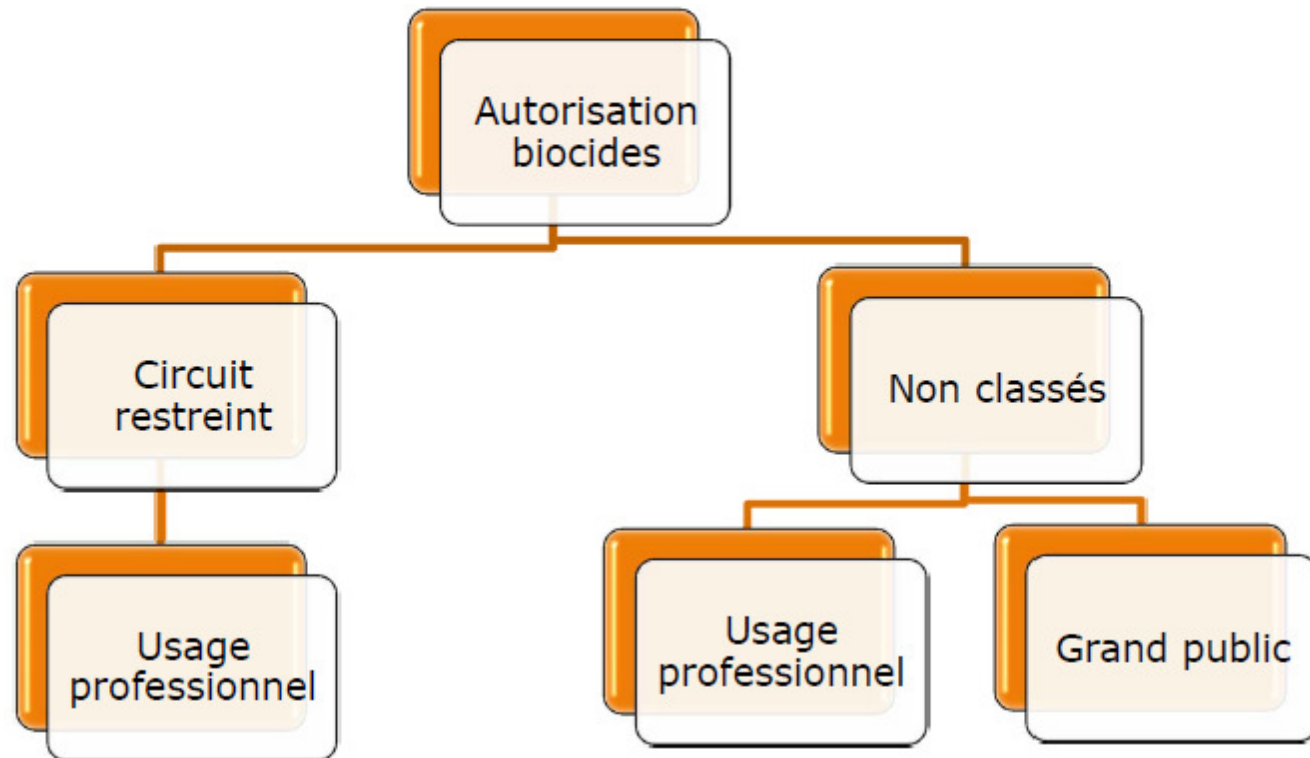 Autorisation
biocides
Circuit
restreint
Non classés
Usage
professionnel
Usage
professionnel
Grand public